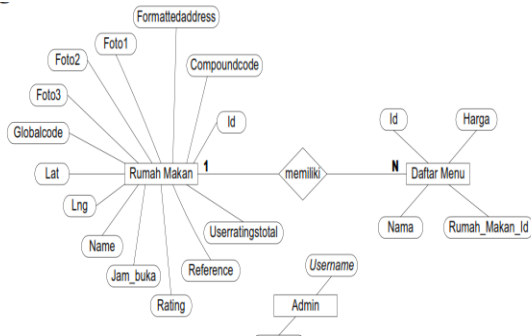 Formattedaddress
Foto1
Foto2
Compoundcode
Foto3
Id
Globalcode
Id
Harga
Lat
Rumah Makan
1
memiliki
N
Daftar Menu
Lng
Userratingstotal
Nama
Rumah_Makan_Id
Name
Jam_buka
Reference
Username
Rating
Admin